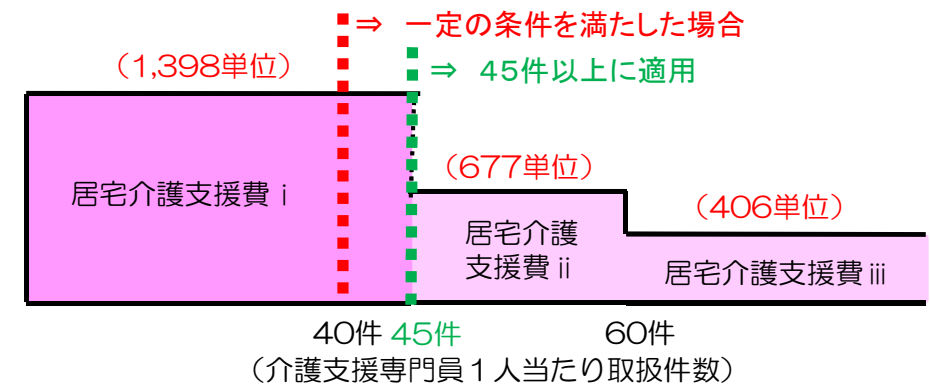 ⇒ 一定の条件を満たした場合
（1,398単位）
⇒ 45件以上に適用
居宅介護支援費ⅰ
（677単位）
居宅介護
支援費ⅱ
（406単位）
居宅介護支援費ⅲ
40件 45件 60件
（介護支援専門員１人当たり取扱件数）